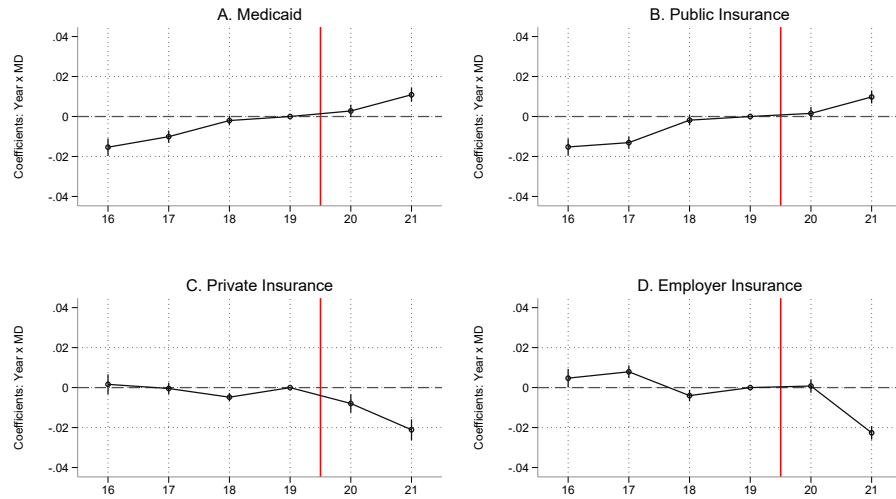 A. Medicaid
Coefficients: Year x MD
.04
.02
0
-.02
-.04
16 17 18 19 20 21
B. Public Insurance
Coefficients: Year x MD
.04
.02
0
-.02
-.04
16 17 18 19 20 21
C. Private Insurance
Coefficients: Year x MD
.04
.02
0
-.02
-.04
16 17 18 19 20 21
D. Employer Insurance
Coefficients: Year x MD
.04
.02
0
-.02
-.04
16 17 18 19 20 21